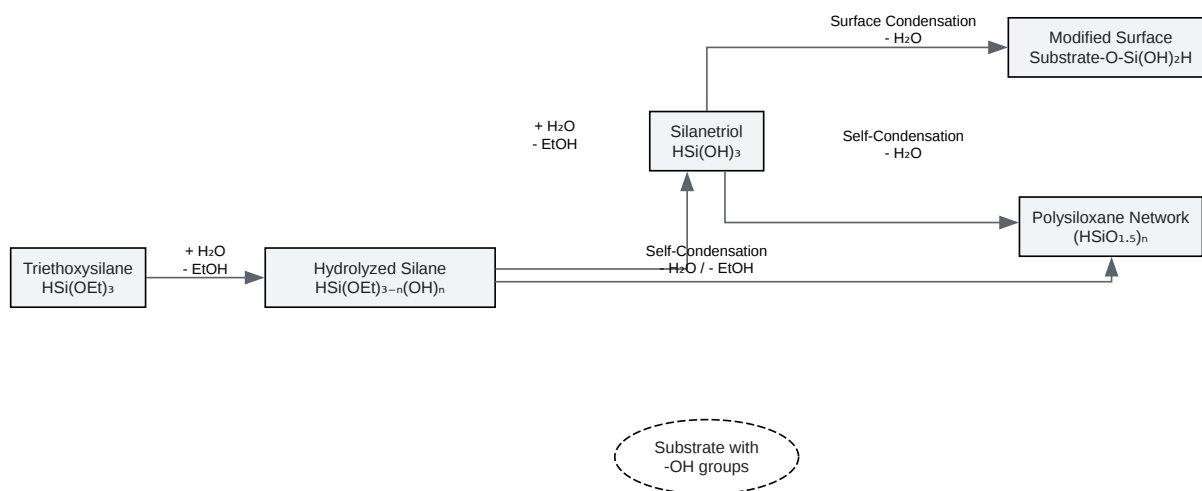 Surface Condensation
- H₂O
Modified Surface
Substrate-O-Si(OH)₂H
+ H₂O
- EtOH
Silanetriol
HSi(OH)₃
Self-Condensation
- H₂O
Polysiloxane Network
(HSiO₁.₅)ₙ
Triethoxysilane
HSi(OEt)₃
+ H₂O
- EtOH
Hydrolyzed Silane
HSi(OEt)₃₋ₙ(OH)ₙ
Self-Condensation
- H₂O / - EtOH
Substrate with
-OH groups